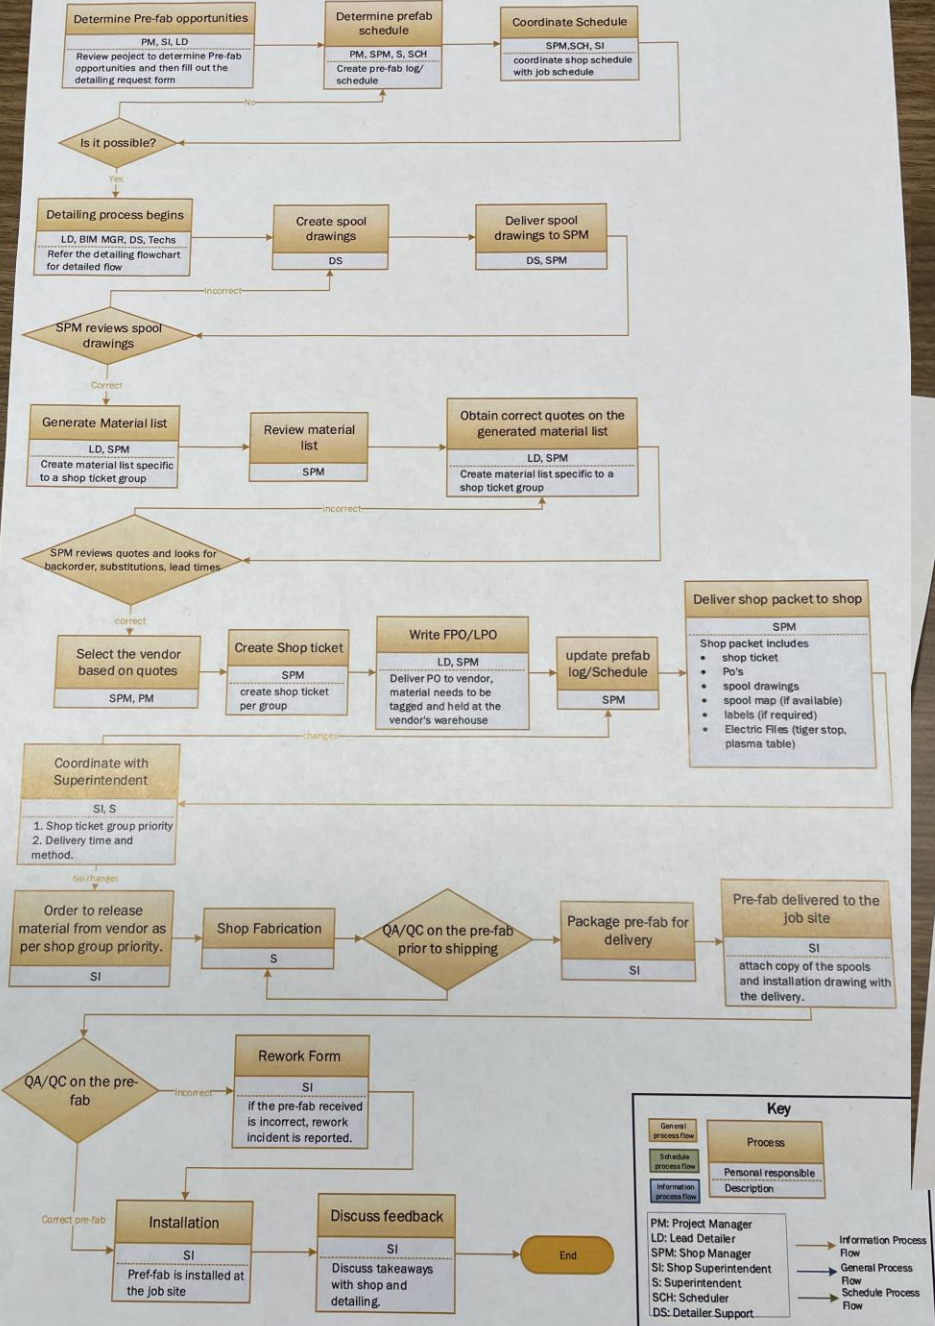 Determine Pre-fab opportunities
PM, SI, LD
Review peoject to determine Pre-fab
opportunities and then fill out the
detailing request form
Determine prefab
schedule
PM, SPM, S, SCH
Create pre-fab log/
schedule
Coordinate Schedule
SPM,SCH, SI
coordinate shop schedule
with job schedule
No
Is it possible?
Yes
Detailing process begins
LD, BIM MGR, DS, Techs
Refer the detailing flowchart
for detailed flow
Create spool
drawings
DS
Deliver spool
drawings to SPM
DS, SPM
Incorrect
SPM reviews spool
drawings
Correct
Generate Material list
LD, SPM
Create material list specific
to a shop ticket group
Review material
list
SPM
Obtain correct quotes on the
generated material list
LD, SPM
Create material list specific to a
shop ticket group
incorrect
SPM reviews quotes and looks for
backorder, substitutions, lead times
correct
Select the vendor
based on quotes
SPM, PM
Create Shop ticket
SPM
create shop ticket
per group
Write FPO/LPO
LD, SPM
Deliver PO to vendor,
material needs to be
tagged and held at the
vendor's warehouse
update prefab
log/Schedule
SPM
Deliver shop packet to shop
SPM
Shop packet includes
• shop ticket
• Po's
• spool drawings
• spool map (if available)
• labels (if required)
• Electric Files (tiger stop,
plasma table)
changes
Coordinate with
Superintendent
SI, S
1. Shop ticket group priority
2. Delivery time and
method.
No changes
Order to release
material from vendor as
per shop group priority.
SI
Shop Fabrication
S
QA/QC on the pre-fab
prior to shipping
Package pre-fab for
delivery
SI
Pre-fab delivered to the
job site
SI
attach copy of the spools
and installation drawing with
the delivery.
QA/QC on the pre-
fab
Incorrect
Rework Form
SI
if the pre-fab received
is incorrect, rework
incident is reported.
Correct pre-fab
Installation
SI
Pref-fab is installed at
the job site
Discuss feedback
SI
Discuss takeaways
with shop and
detailing.
End
Key
General
process flow
Schedule
process flow
Information
process flow
Process
Personal responsible
Description
PM: Project Manager
LD: Lead Detailer
SPM: Shop Manager
SI: Shop Superintendent
S: Superintendent
SCH: Scheduler
DS: Detailer Support
Information Process
Flow
General Process
Flow
Schedule Process
Flow